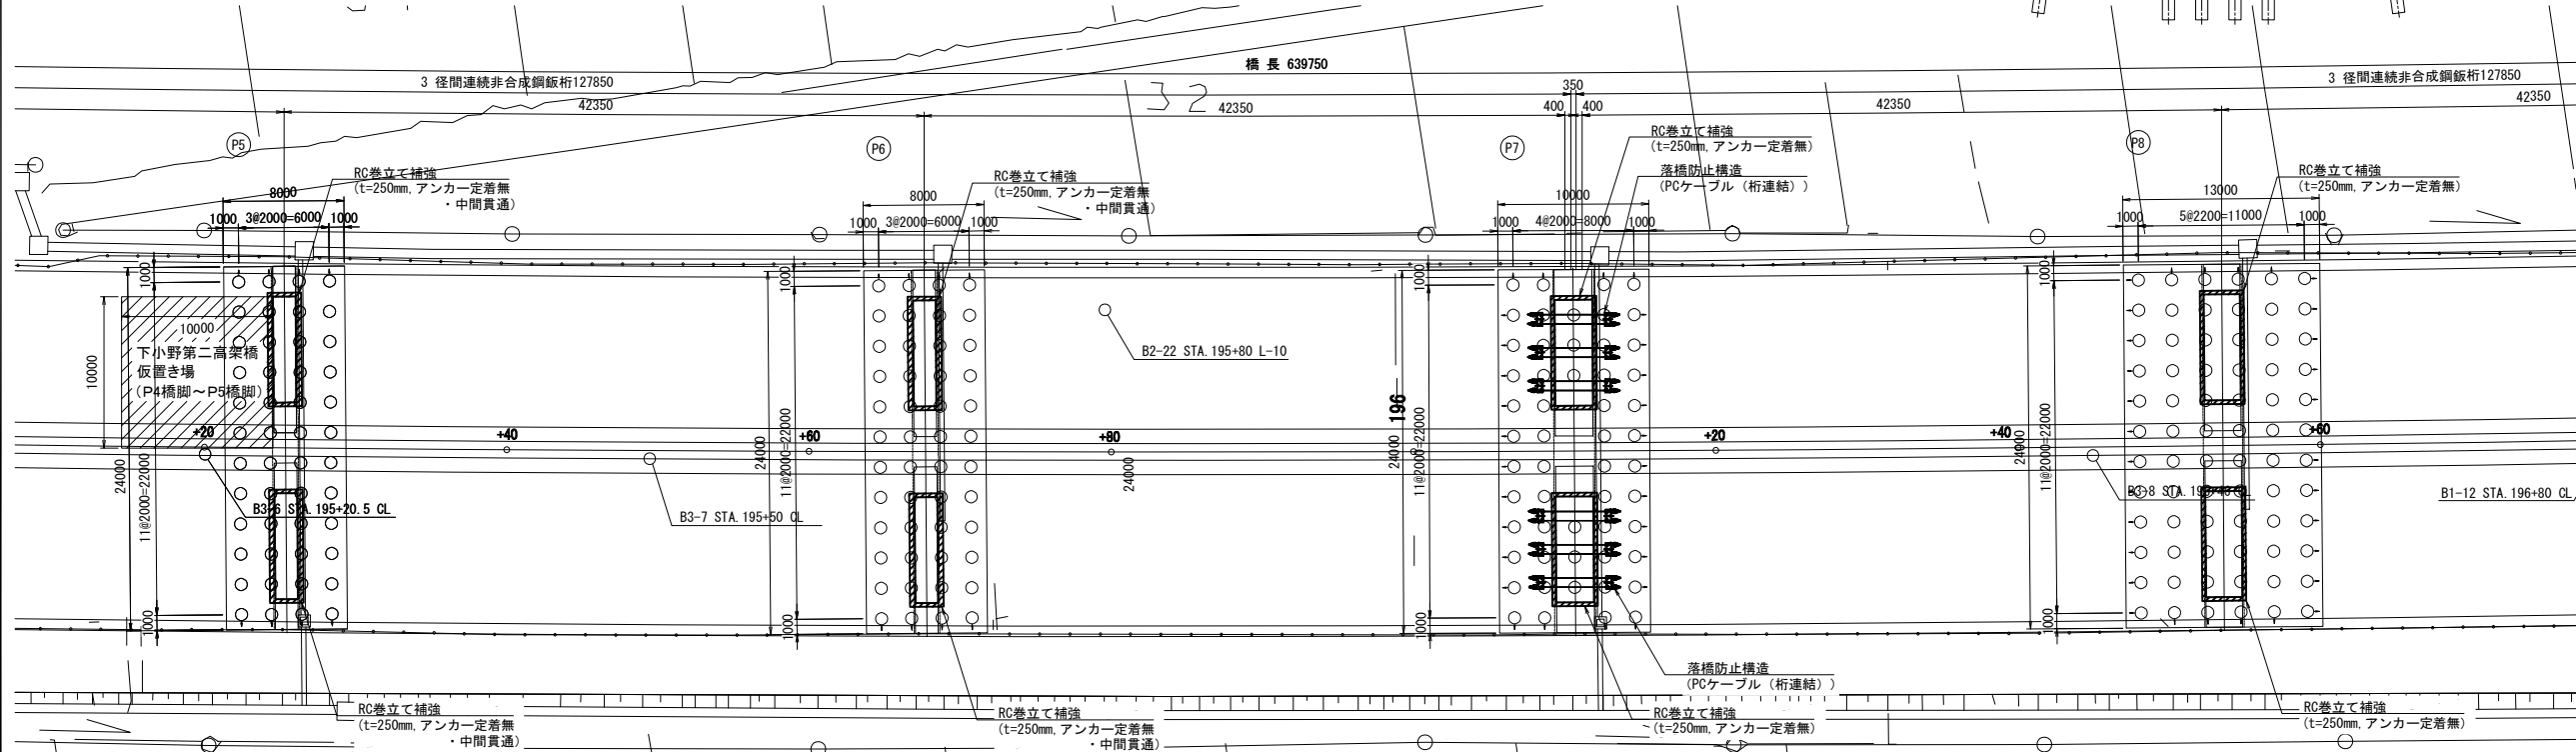 橋 長 639750
3 径間連続非合成鋼鈑桁127850
3 径間連続非合成鋼鈑桁127850
350
42350
32
42350
400
400
42350
42350
P5
P6
P7
P8
RC巻立て補強
(t=250mm,アンカー定着無
・中間貫通)
RC巻立て補強
(t=250mm,アンカー定着無
・中間貫通)
RC巻立て補強
(t=250mm,アンカー定着無)
落橋防止構造
(PCケーブル（桁連結）)
RC巻立て補強
(t=250mm,アンカー定着無)
8000
1000
3@2000=6000
1000
8000
1000
3@2000=6000
1000
10000
1000
4@2000=8000
1000
13000
1000
5@2200=11000
1000
1000
1000
1000
1000
10000
10000
下小野第二高架橋
仮置き場
(P4橋脚～P5橋脚)
B2-22 STA.195+80 L-10
196
+20
+40
+60
+80
+20
+40
+60
24000
11@2000=22000
24000
11@2000=22000
24000
24000
11@2000=22000
24000
11@2000=22000
B3-6 STA.195+20.5 CL
B3-7 STA.195+50 CL
B1-12 STA.196+80 CL
1000
1000
1000
1000
落橋防止構造
(PCケーブル（桁連結）)
RC巻立て補強
(t=250mm,アンカー定着無
・中間貫通)
RC巻立て補強
(t=250mm,アンカー定着無
・中間貫通)
RC巻立て補強
(t=250mm,アンカー定着無)
RC巻立て補強
(t=250mm,アンカー定着無)